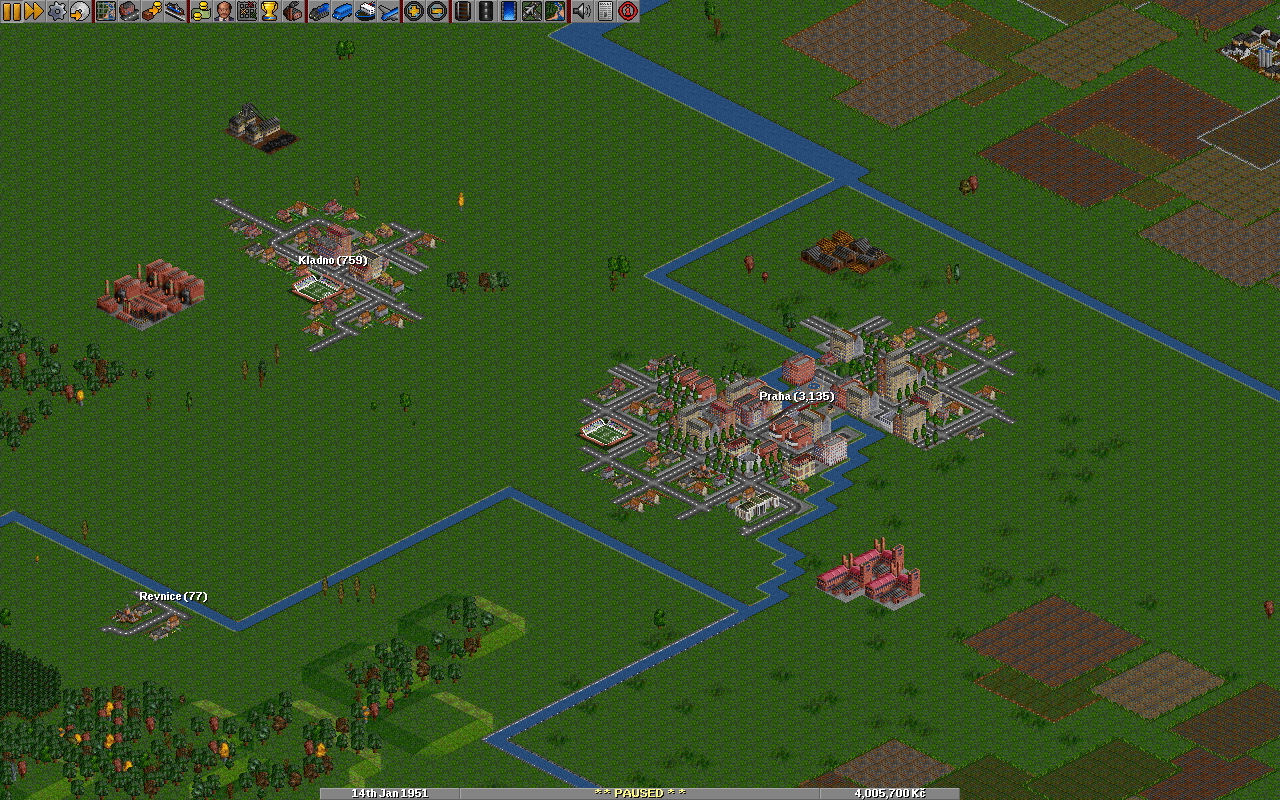 Kladno (759)
Praha (3,135)
Revnice (77)
14th Jan 1951
* * PAUSED * *
4,005,700 Kč